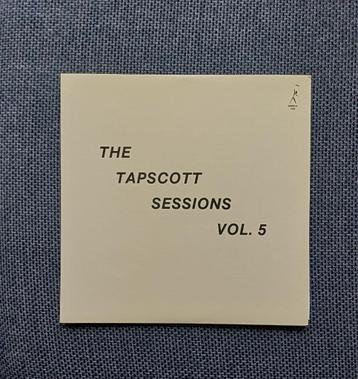 THE
TAPSCOTT
SESSIONS
VOL. 5